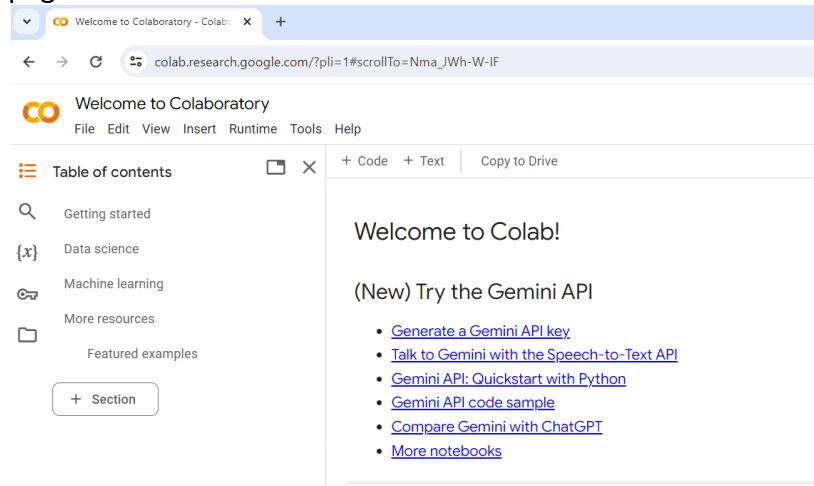 Welcome to Colaboratory - Colab
colab.research.google.com/?pli=1#scrollTo=Nma_JWh-W-IF
Welcome to Colaboratory
File Edit View Insert Runtime Tools Help
Table of contents
+ Code + Text Copy to Drive
Getting started
{x}
Data science
Machine learning
More resources
Featured examples
+ Section
Welcome to Colab!
(New) Try the Gemini API
• Generate a Gemini API key
• Talk to Gemini with the Speech-to-Text API
• Gemini API: Quickstart with Python
• Gemini API code sample
• Compare Gemini with ChatGPT
• More notebooks